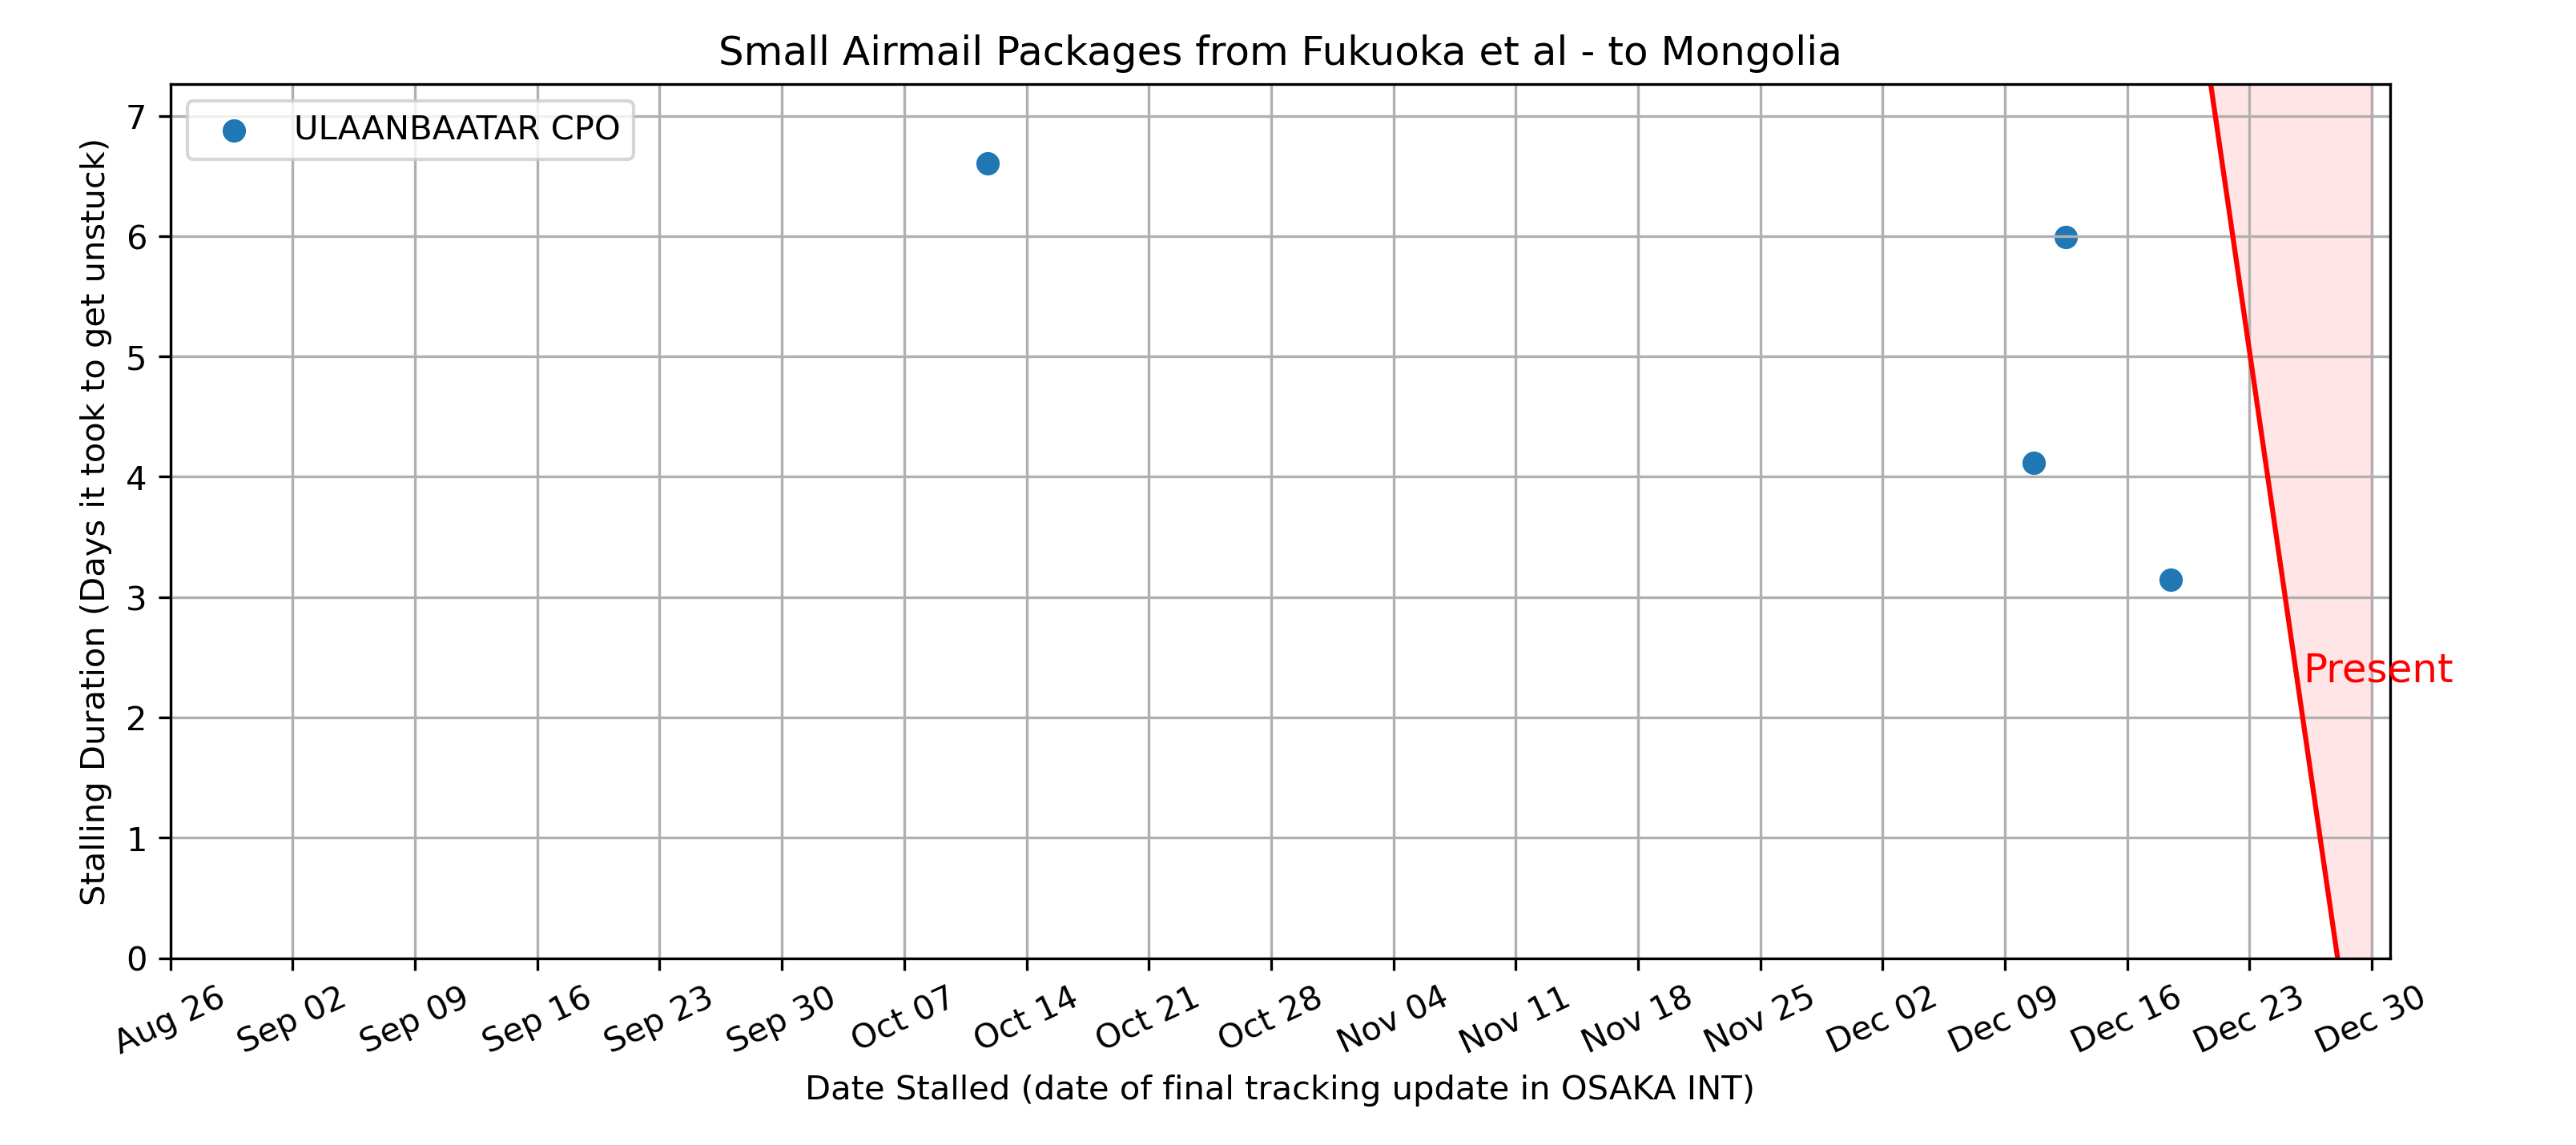 Small Airmail Packages from Fukuoka et al - to Mongolia
ULAANBAATAR CPO
Stalling Duration (Days it took to get unstuck)
7
6
5
4
3
2
1
0
Present
Aug 26
Sep 02
Sep 09
Sep 16
Sep 23
Sep 30
Oct 07
Oct 14
Oct 21
Oct 28
Nov 04
Nov 11
Nov 18
Nov 25
Dec 02
Dec 09
Dec 16
Dec 23
Dec 30
Date Stalled (date of final tracking update in OSAKA INT)